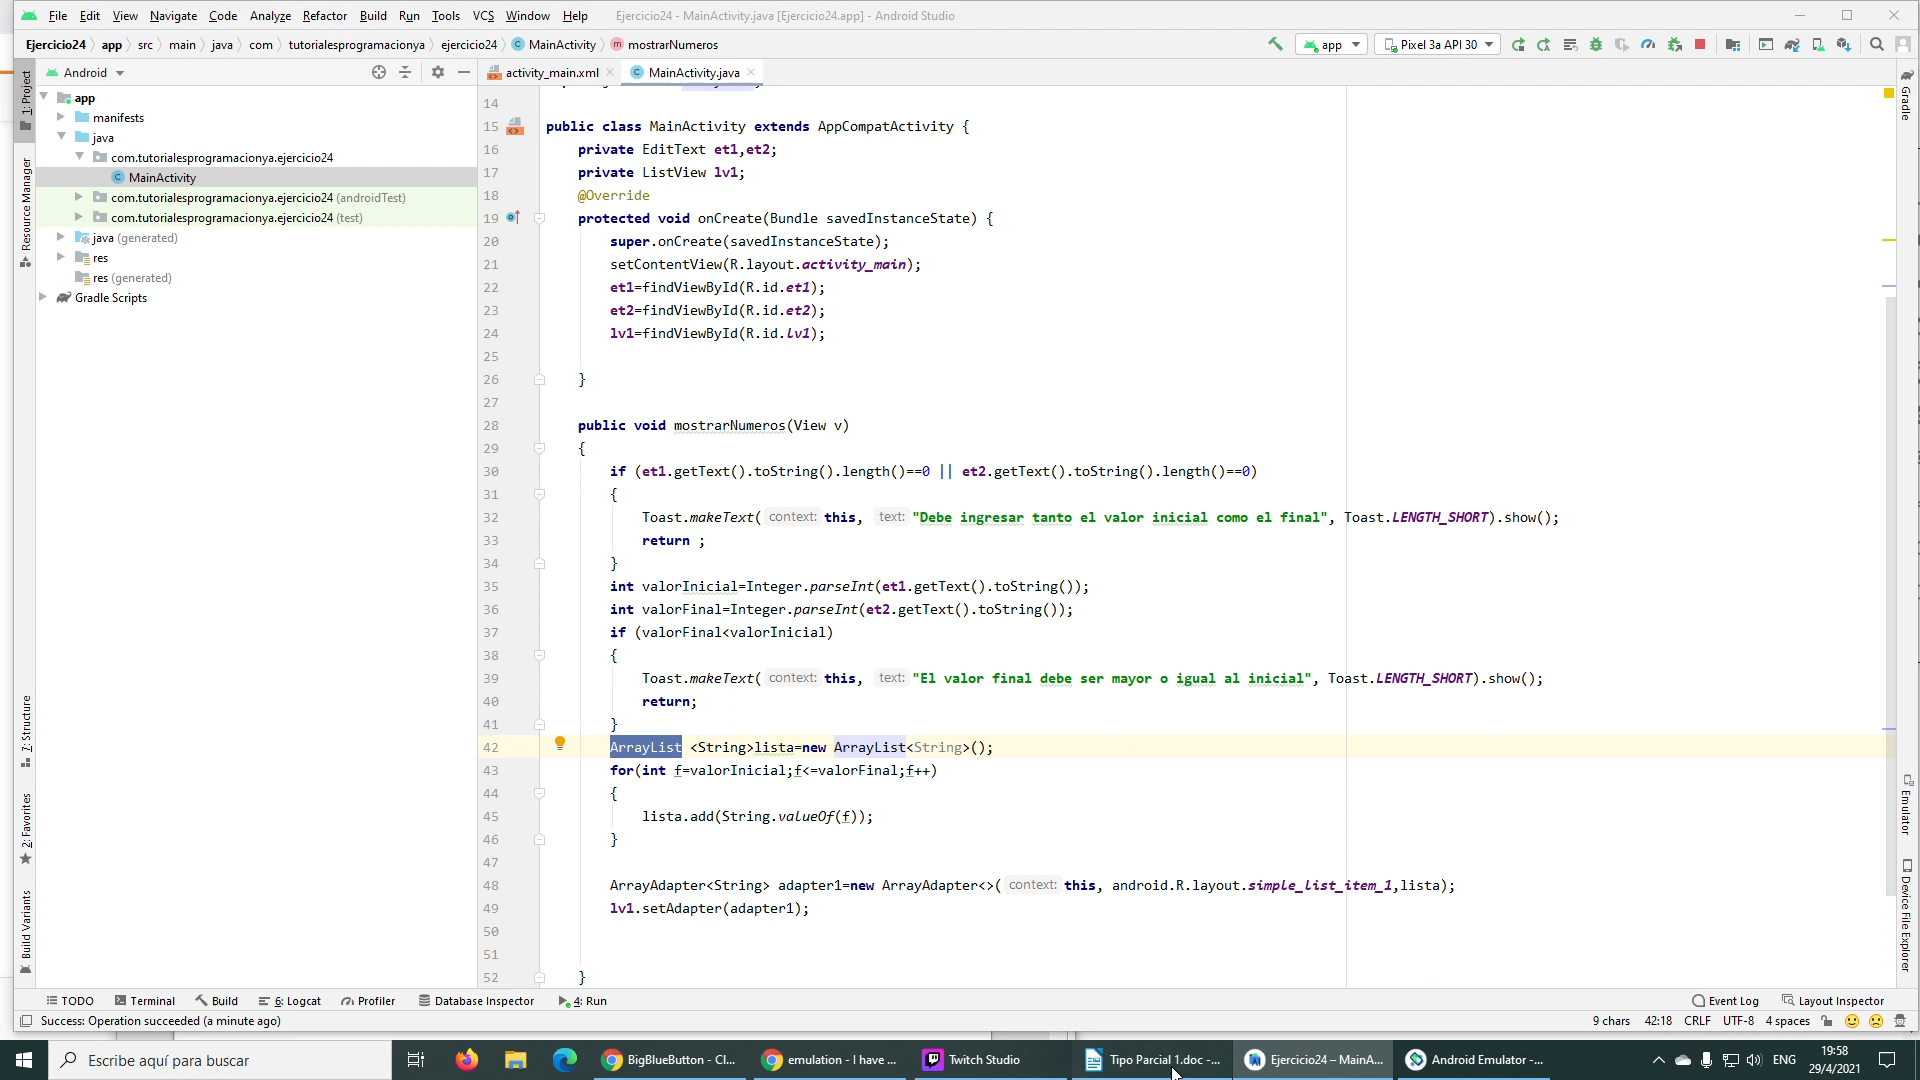 File Edit View Navigate Code Analyze Refactor Build Run Tools VCS Window Help Ejercicio24 - MainActivity.java [Ejercicio24.app] - Android Studio
Ejercicio24 app src main java com tutorialesprogramacionya ejercicio24 MainActivity mostrarNumeros app Pixel 3a API 30
Android
activity_main.xml MainActivity.java
app
manifests
java
com.tutorialesprogramacionya.ejercicio24
MainActivity
com.tutorialesprogramacionya.ejercicio24 (androidTest)
com.tutorialesprogramacionya.ejercicio24 (test)
java (generated)
res
res (generated)
Gradle Scripts
1: Project
Resource Manager
Z: Structure
2: Favorites
Build Variants
14
15 public class MainActivity extends AppCompatActivity {
16 private EditText et1,et2;
17 private ListView lv1;
18 @Override
19 protected void onCreate(Bundle savedInstanceState) {
20 super.onCreate(savedInstanceState);
21 setContentView(R.layout.activity_main);
22 et1=findViewById(R.id.et1);
23 et2=findViewById(R.id.et2);
24 lv1=findViewById(R.id.lv1);
25
26 }
27
28 public void mostrarNumeros(View v)
29 {
30 if (et1.getText().toString().length()==0 || et2.getText().toString().length()==0)
31 {
32 Toast.makeText( context: this, text: "Debe ingresar tanto el valor inicial como el final", Toast.LENGTH_SHORT).show();
33 return ;
34 }
35 int valorInicial=Integer.parseInt(et1.getText().toString());
36 int valorFinal=Integer.parseInt(et2.getText().toString());
37 if (valorFinal<valorInicial)
38 {
39 Toast.makeText( context: this, text: "El valor final debe ser mayor o igual al inicial", Toast.LENGTH_SHORT).show();
40 return;
41 }
42 ArrayList <String>lista=new ArrayList<String>();
43 for(int f=valorInicial;f<=valorFinal;f++)
44 {
45 lista.add(String.valueOf(f));
46 }
47
48 ArrayAdapter<String> adapter1=new ArrayAdapter<>( context: this, android.R.layout.simple_list_item_1,lista);
49 lv1.setAdapter(adapter1);
50
51
52 }
Gradle
Emulator
Device File Explorer
TODO Terminal Build 6: Logcat Profiler Database Inspector 4: Run Event Log Layout Inspector
Success: Operation succeeded (a minute ago) 9 chars 42:18 CRLF UTF-8 4 spaces
Escribe aquí para buscar BigBlueButton - Cl... emulation - I have ... Twitch Studio Tipo Parcial 1.doc -... Ejercicio24 – MainA... Android Emulator -... ENG 19:58
29/4/2021